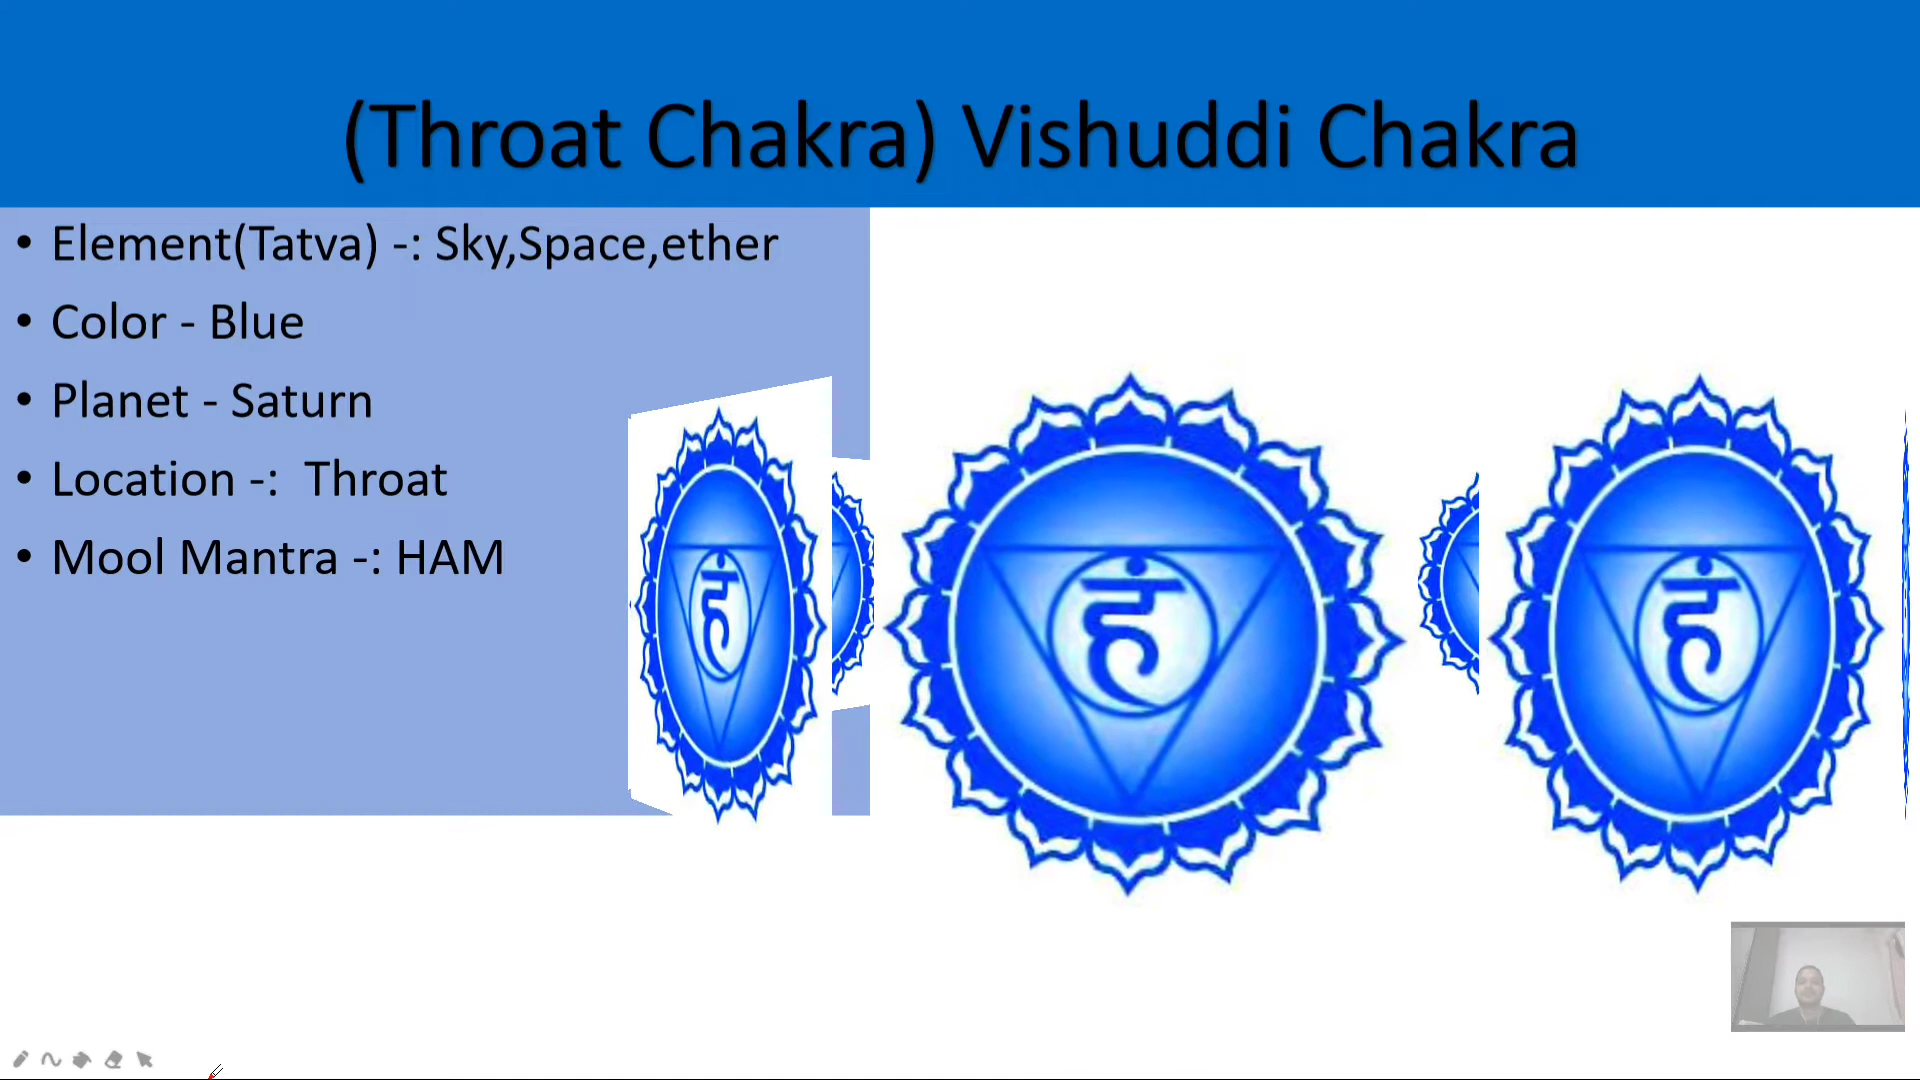 (Throat Chakra) Vishuddi Chakra
• Element(Tatva) -: Sky,Space,ether
• Color - Blue
• Planet - Saturn
• Location -:  Throat
• Mool Mantra -: HAM
हं
हं
हं